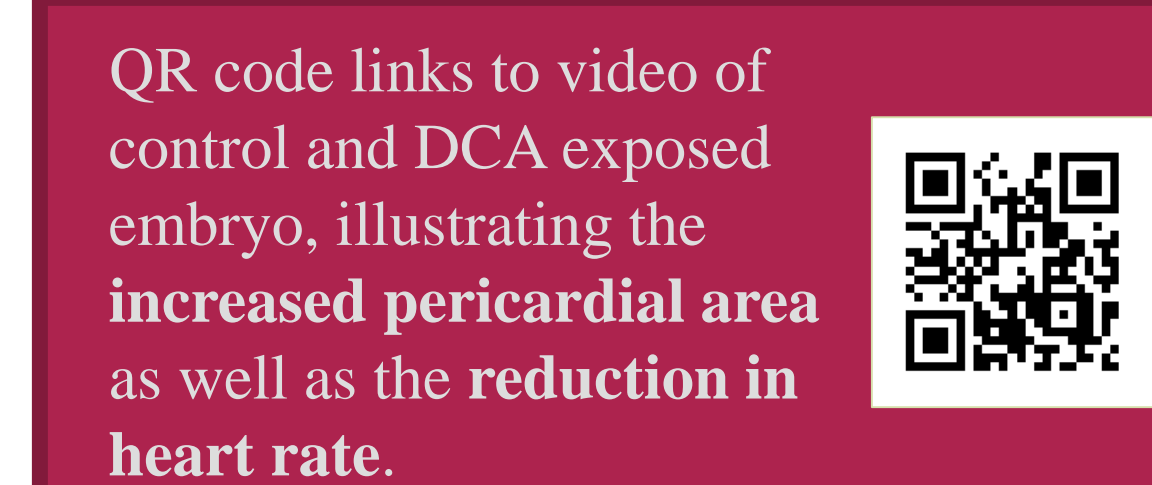 QR code links to video of
control and DCA exposed
embryo, illustrating the
increased pericardial area
as well as the reduction in
heart rate.